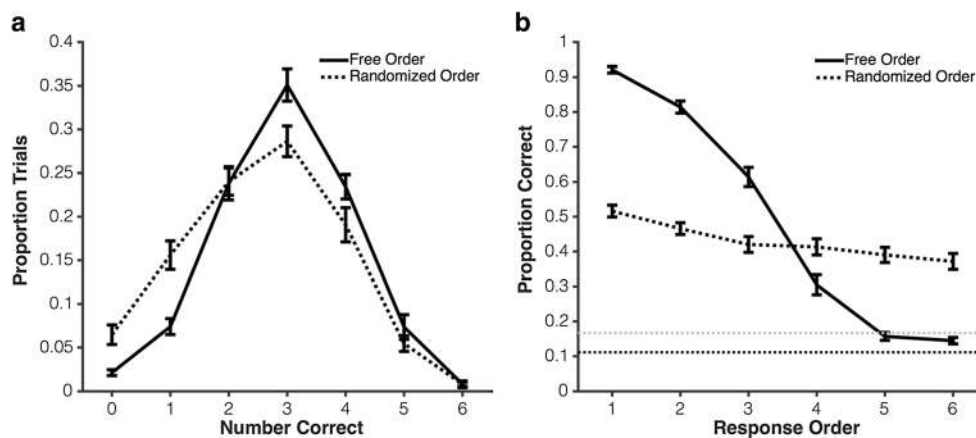 a
0.4
0.35
0.3
0.25
0.2
0.15
0.1
0.05
0
Proportion Trials
0 1 2 3 4 5 6
Number Correct
Free Order
Randomized Order
b
1
0.9
0.8
0.7
0.6
0.5
0.4
0.3
0.2
0.1
0
Proportion Correct
1 2 3 4 5 6
Response Order
Free Order
Randomized Order